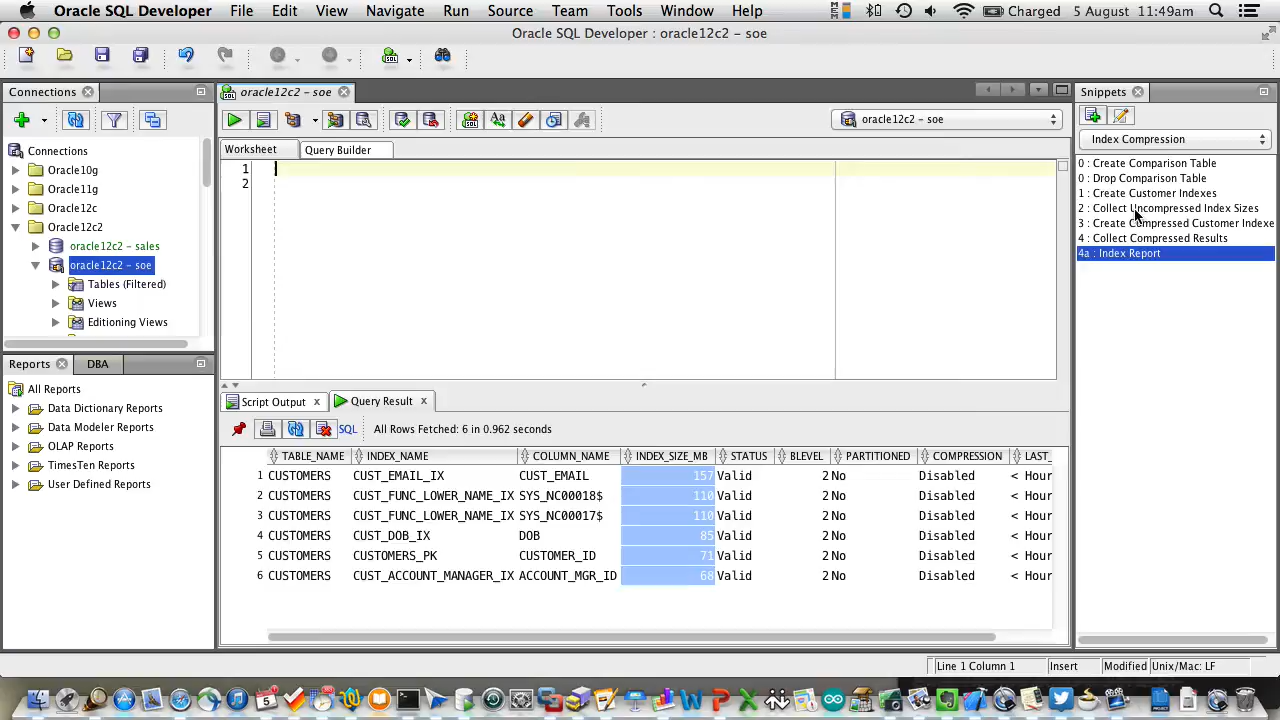 Oracle SQL Developer File Edit View Navigate Run Source Team Tools Window Help Charged 5 August 11:49am
Oracle SQL Developer : oracle12c2 – soe
Connections
Connections
Oracle10g
Oracle11g
Oracle12c
Oracle12c2
oracle12c2 – sales
oracle12c2 – soe
Tables (Filtered)
Views
Editioning Views
Reports DBA
All Reports
Data Dictionary Reports
Data Modeler Reports
OLAP Reports
TimesTen Reports
User Defined Reports
oracle12c2 – soe
Aa oracle12c2 – soe
Worksheet Query Builder
1
2
Script Output Query Result
SQL All Rows Fetched: 6 in 0.962 seconds
TABLE_NAME INDEX_NAME COLUMN_NAME INDEX_SIZE_MB STATUS BLEVEL PARTITIONED COMPRESSION LAST_
1 CUSTOMERS CUST_EMAIL_IX CUST_EMAIL 157 Valid 2 No Disabled < Hour
2 CUSTOMERS CUST_FUNC_LOWER_NAME_IX SYS_NC00018$ 110 Valid 2 No Disabled < Hour
3 CUSTOMERS CUST_FUNC_LOWER_NAME_IX SYS_NC00017$ 110 Valid 2 No Disabled < Hour
4 CUSTOMERS CUST_DOB_IX DOB 85 Valid 2 No Disabled < Hour
5 CUSTOMERS CUSTOMERS_PK CUSTOMER_ID 71 Valid 2 No Disabled < Hour
6 CUSTOMERS CUST_ACCOUNT_MANAGER_IX ACCOUNT_MGR_ID 68 Valid 2 No Disabled < Hour
Snippets
Index Compression
0 : Create Comparison Table
0 : Drop Comparison Table
1 : Create Customer Indexes
2 : Collect Uncompressed Index Sizes
3 : Create Compressed Customer Indexe
4 : Collect Compressed Results
4a : Index Report
Line 1 Column 1 Insert Modified Unix/Mac: LF